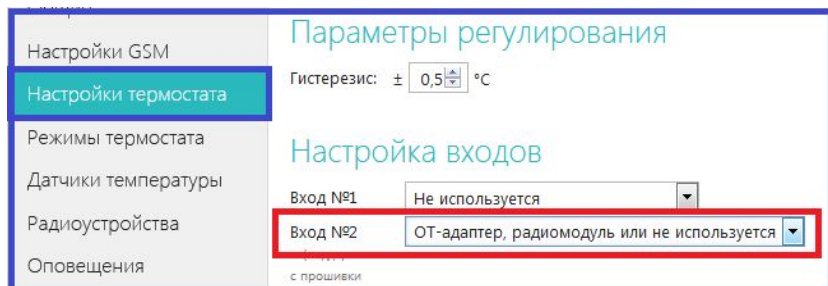 Настройки GSM
Настройки термостата
Режимы термостата
Датчики температуры
Радиоустройства
Оповещения
Параметры регулирования
Гистерезис: ± 0,5 °C
Настройка входов
Вход №1 Не используется
Вход №2 ОТ-адаптер, радиомодуль или не используется
с прошивки